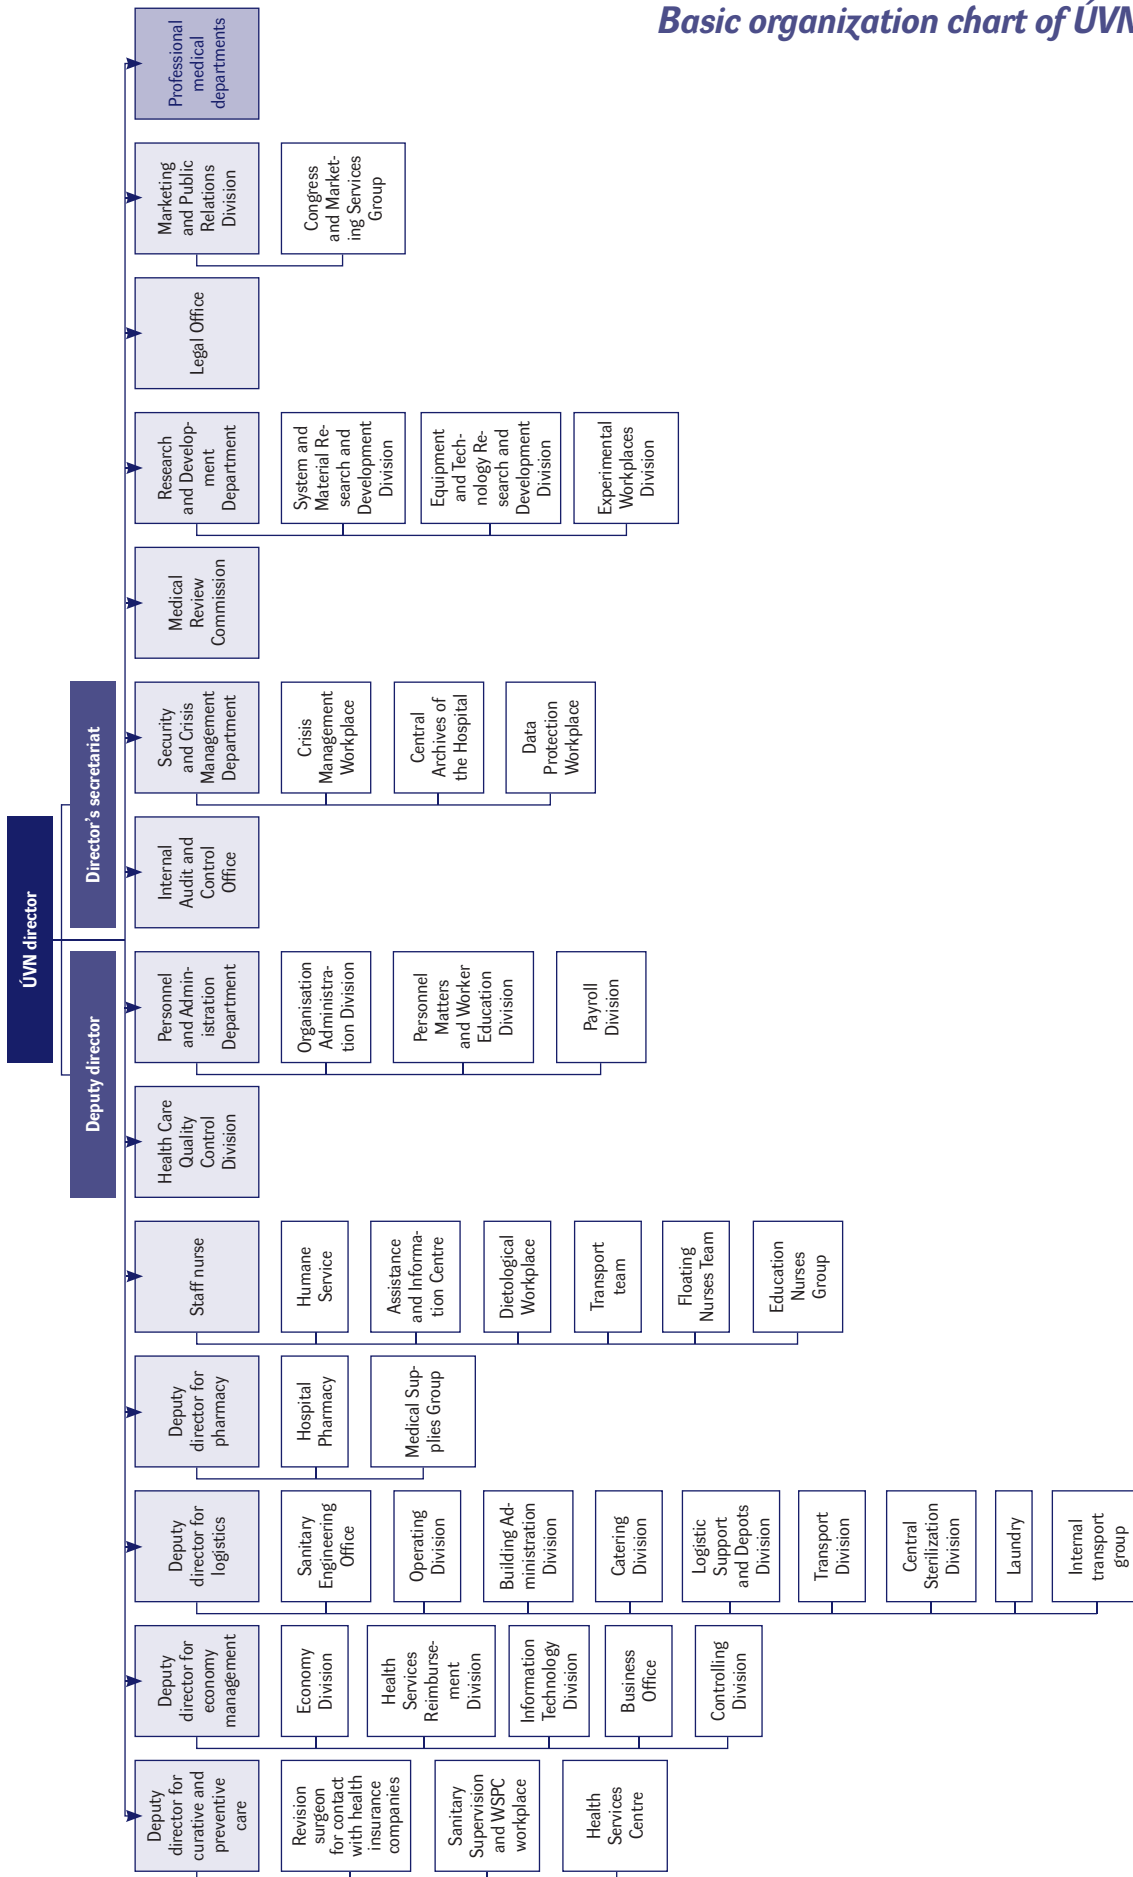 Basic organization chart of ÚVN
ÚVN director
Deputy director
Director's secretariat
Deputy
director for
curative and
preventive
care
Revision
surgeon
for contact
with health
insurance
companies
Sanitary
Supervision
and WSPC
workplace
Health
Services
Centre
Deputy
director for
economy
management
Economy
Division
Health
Services
Reimburse-
ment
Division
Information
Technology
Division
Business
Office
Controlling
Division
Deputy
director for
logistics
Sanitary
Engineering
Office
Operating
Division
Building Ad-
ministration
Division
Catering
Division
Logistic
Support
and Depots
Division
Transport
Division
Central
Sterilization
Division
Laundry
Internal
transport
group
Deputy
director for
pharmacy
Hospital
Pharmacy
Medical Sup-
plies Group
Staff nurse
Humane
Service
Assistance
and Informa-
tion Centre
Dietological
Workplace
Transport
team
Floating
Nurses Team
Education
Nurses
Group
Health Care
Quality
Control
Division
Personnel
and Admin-
istration
Department
Organisation
Administra-
tion Division
Personnel
Matters
and Worker
Education
Division
Payroll
Division
Internal
Audit and
Control
Office
Security
and Crisis
Management
Department
Crisis
Management
Workplace
Central
Archives of
the Hospital
Data
Protection
Workplace
Medical
Review
Commission
Research
and Develop-
ment
Department
System and
Material Re-
search and
Development
Division
Equipment
and Tech-
nology Re-
search and
Development
Division
Experimental
Workplaces
Division
Legal Office
Marketing
and Public
Relations
Division
Congress
and Market-
ing Services
Group
Professional
medical
departments